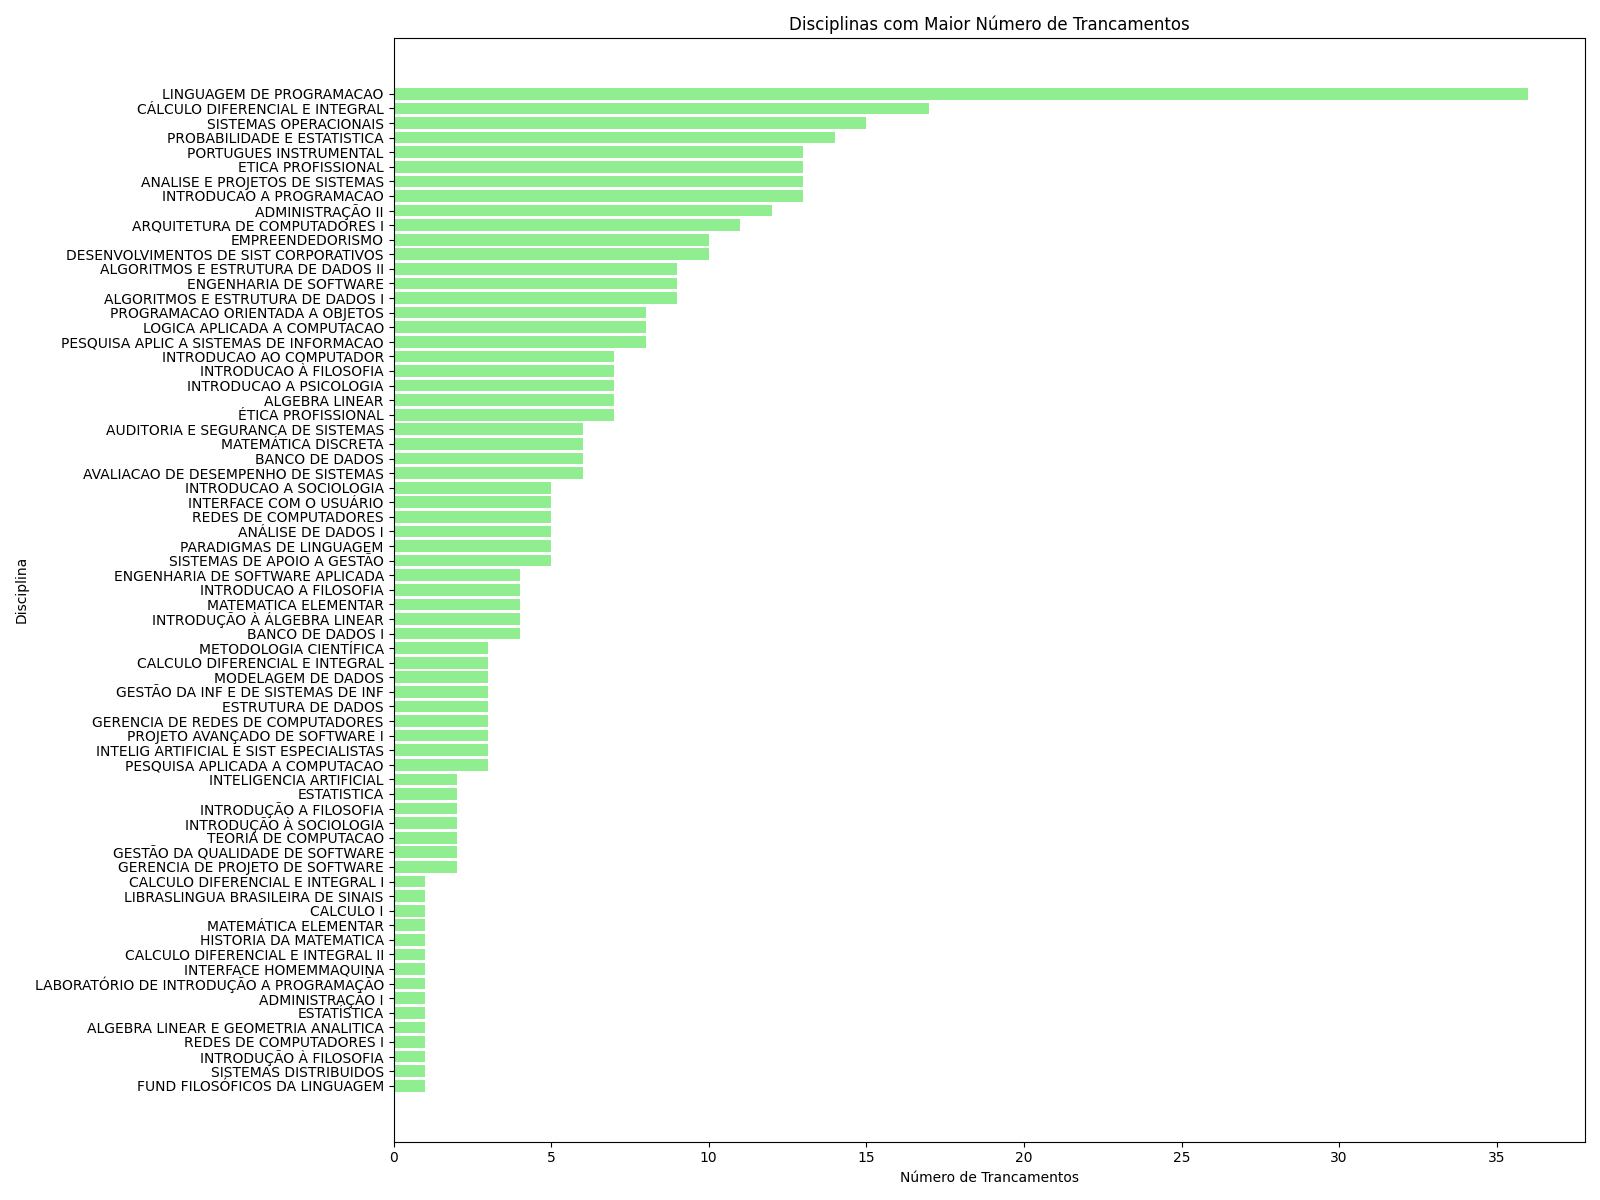 Disciplinas com Maior Número de Trancamentos
LINGUAGEM DE PROGRAMACAO
CÁLCULO DIFERENCIAL E INTEGRAL
SISTEMAS OPERACIONAIS
PROBABILIDADE E ESTATISTICA
PORTUGUES INSTRUMENTAL
ETICA PROFISSIONAL
ANALISE E PROJETOS DE SISTEMAS
INTRODUCAO A PROGRAMACAO
ADMINISTRAÇÃO II
ARQUITETURA DE COMPUTADORES I
EMPREENDEDORISMO
DESENVOLVIMENTOS DE SIST CORPORATIVOS
ALGORITMOS E ESTRUTURA DE DADOS II
ENGENHARIA DE SOFTWARE
ALGORITMOS E ESTRUTURA DE DADOS I
PROGRAMACAO ORIENTADA A OBJETOS
LOGICA APLICADA A COMPUTACAO
PESQUISA APLIC A SISTEMAS DE INFORMACAO
INTRODUCAO AO COMPUTADOR
INTRODUCAO À FILOSOFIA
INTRODUCAO A PSICOLOGIA
ALGEBRA LINEAR
ÉTICA PROFISSIONAL
AUDITORIA E SEGURANCA DE SISTEMAS
MATEMÁTICA DISCRETA
BANCO DE DADOS
AVALIACAO DE DESEMPENHO DE SISTEMAS
INTRODUCAO A SOCIOLOGIA
INTERFACE COM O USUÁRIO
REDES DE COMPUTADORES
ANÁLISE DE DADOS I
PARADIGMAS DE LINGUAGEM
SISTEMAS DE APOIO A GESTÃO
ENGENHARIA DE SOFTWARE APLICADA
INTRODUCAO A FILOSOFIA
MATEMATICA ELEMENTAR
INTRODUÇÃO À ÁLGEBRA LINEAR
BANCO DE DADOS I
METODOLOGIA CIENTÍFICA
CALCULO DIFERENCIAL E INTEGRAL
MODELAGEM DE DADOS
GESTÃO DA INF E DE SISTEMAS DE INF
ESTRUTURA DE DADOS
GERENCIA DE REDES DE COMPUTADORES
PROJETO AVANÇADO DE SOFTWARE I
INTELIG ARTIFICIAL E SIST ESPECIALISTAS
PESQUISA APLICADA A COMPUTACAO
INTELIGENCIA ARTIFICIAL
ESTATISTICA
INTRODUÇÃO A FILOSOFIA
INTRODUÇÃO À SOCIOLOGIA
TEORIA DE COMPUTACAO
GESTÃO DA QUALIDADE DE SOFTWARE
GERENCIA DE PROJETO DE SOFTWARE
CALCULO DIFERENCIAL E INTEGRAL I
LIBRASLINGUA BRASILEIRA DE SINAIS
CALCULO I
MATEMÁTICA ELEMENTAR
HISTORIA DA MATEMATICA
CALCULO DIFERENCIAL E INTEGRAL II
INTERFACE HOMEMMAQUINA
LABORATÓRIO DE INTRODUÇÃO A PROGRAMAÇÃO
ADMINISTRAÇÃO I
ESTATÍSTICA
ALGEBRA LINEAR E GEOMETRIA ANALITICA
REDES DE COMPUTADORES I
INTRODUÇÃO À FILOSOFIA
SISTEMAS DISTRIBUIDOS
FUND FILOSÓFICOS DA LINGUAGEM
Disciplina
0 5 10 15 20 25 30 35
Número de Trancamentos